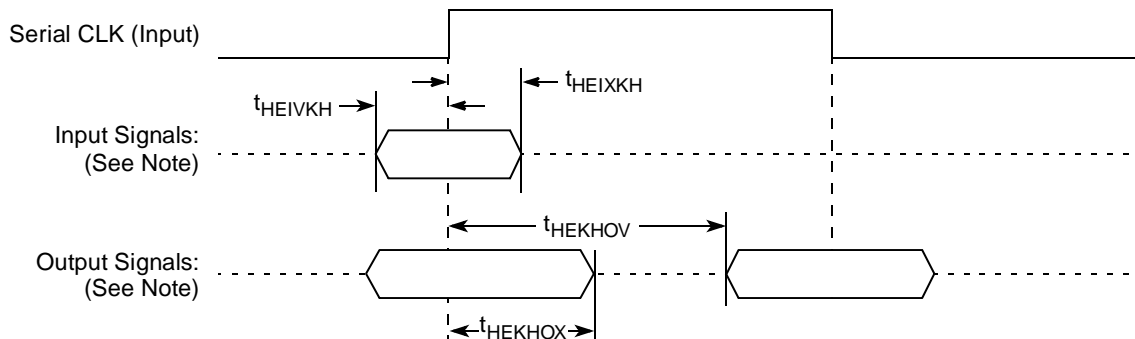 Serial CLK (Input)
tHEIXKH
tHEIVKH
Input Signals:
(See Note)
tHEKHOV
Output Signals:
(See Note)
tHEKHOX